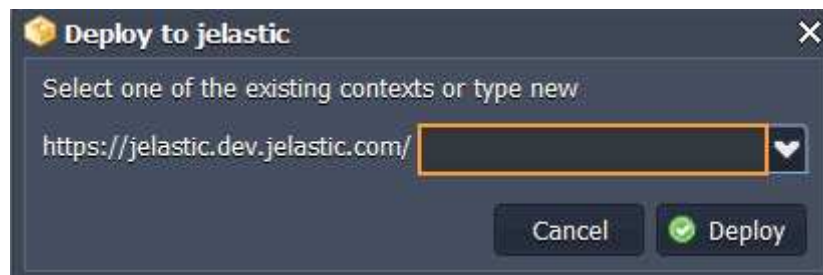 Deploy to jelastic
Select one of the existing contexts or type new
https://jelastic.dev.jelastic.com/
Cancel Deploy